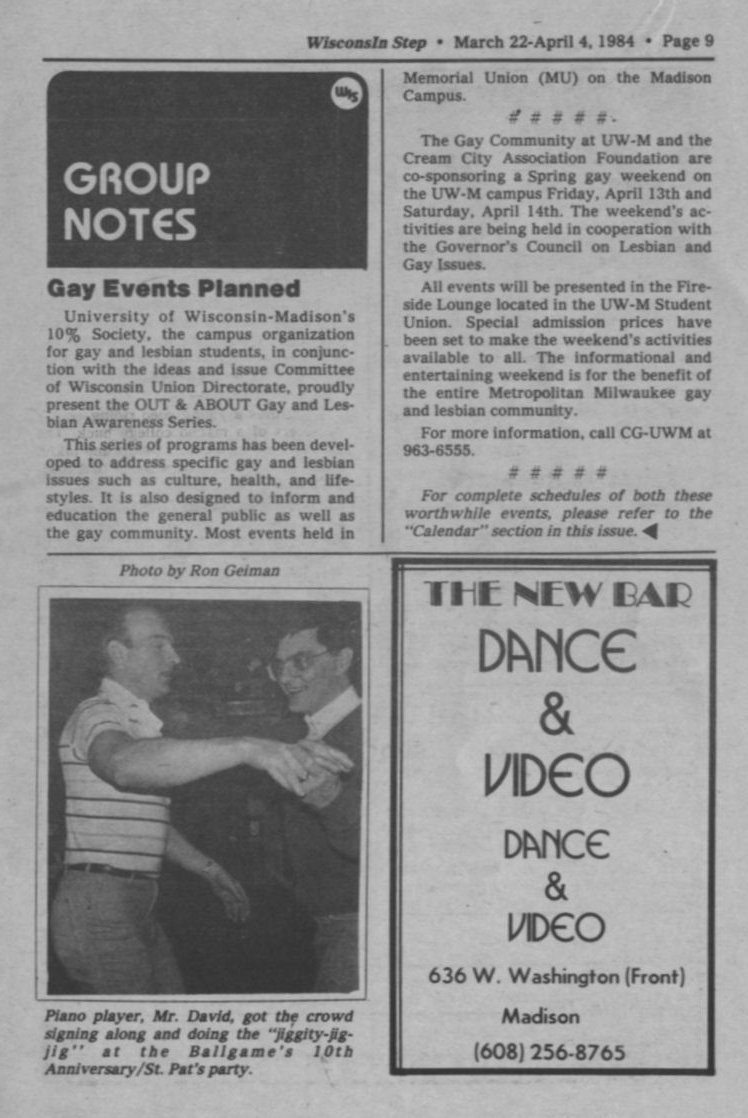 WisconsIn Step • March 22-April 4, 1984 • Page 9
WIS
GROUP
NOTES
Gay Events Planned
University of Wisconsin-Madison's
10% Society, the campus organization
for gay and lesbian students, in conjunc-
tion with the ideas and issue Committee
of Wisconsin Union Directorate, proudly
present the OUT & ABOUT Gay and Les-
bian Awareness Series.
This series of programs has been devel-
oped to address specific gay and lesbian
issues such as culture, health, and life-
styles. It is also designed to inform and
education the general public as well as
the gay community. Most events held in
Memorial Union (MU) on the Madison
Campus.
# # # # #
The Gay Community at UW-M and the
Cream City Association Foundation are
co-sponsoring a Spring gay weekend on
the UW-M campus Friday, April 13th and
Saturday, April 14th. The weekend's ac-
tivities are being held in cooperation with
the Governor's Council on Lesbian and
Gay Issues.
All events will be presented in the Fire-
side Lounge located in the UW-M Student
Union. Special admission prices have
been set to make the weekend's activities
available to all. The informational and
entertaining weekend is for the benefit of
the entire Metropolitan Milwaukee gay
and lesbian community.
For more information, call CG-UWM at
963-6555.
# # # # #
For complete schedules of both these
worthwhile events, please refer to the
"Calendar" section in this issue. ◀
Photo by Ron Geiman
Piano player, Mr. David, got the crowd
signing along and doing the "jiggity-jig-
jig" at the Ballgame's 10th
Anniversary/St. Pat's party.
THE NEW BAR
DANCE
&
VIDEO
DANCE
&
VIDEO
636 W. Washington (Front)
Madison
(608) 256-8765